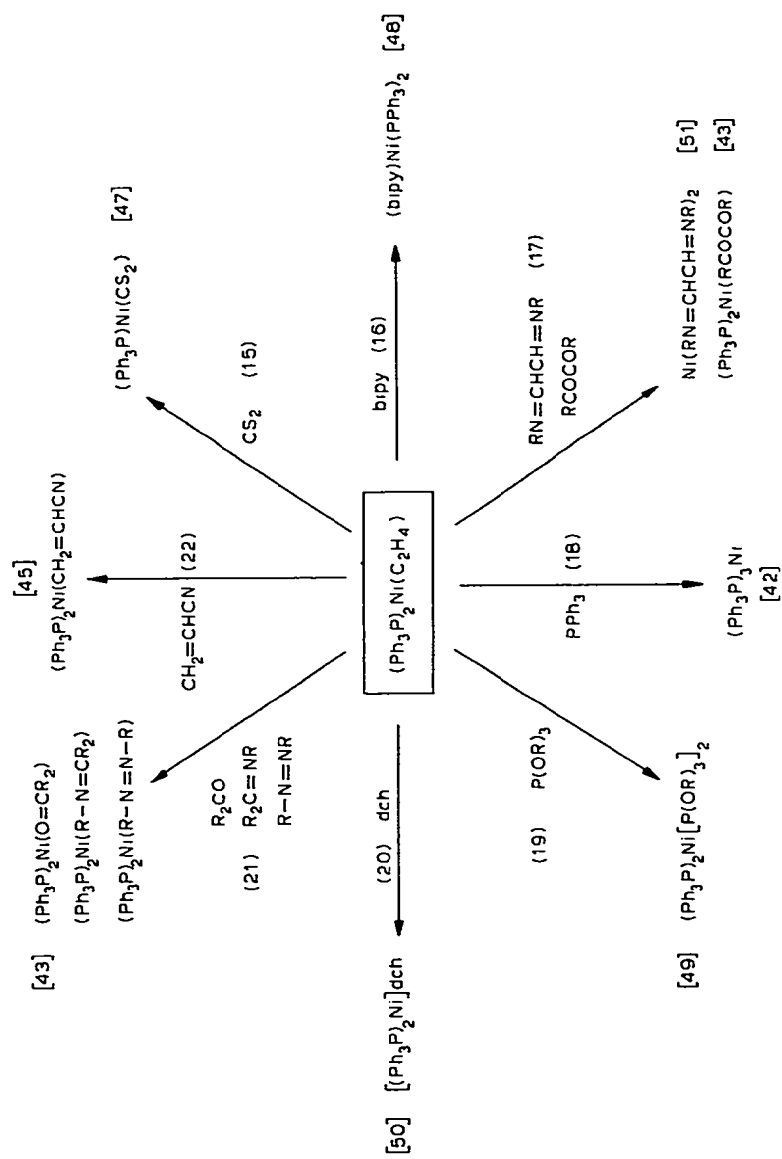 [43] (Ph₃P)₂Ni(O=CR₂)
(Ph₃P)₂Ni(R-N=CR₂)
(Ph₃P)₂Ni(R-N=N-R)
[45]
(Ph₃P)₂Ni(CH₂=CHCN)
(Ph₃P)Ni(CS₂) [47]
(21) R₂CO
R₂C=NR
R-N=NR
CH₂=CHCN (22)
CS₂ (15)
[50] [(Ph₃P)₂Ni]dch
(20) dch
(Ph₃P)₂Ni(C₂H₄)
bipy (16)
(bipy)Ni(PPh₃)₂ [48]
(19) P(OR)₃
PPh₃ (18)
RN=CHCH=NR (17)
RCOCOR
[49] (Ph₃P)₂Ni[P(OR)₃]₂
(Ph₃P)₃Ni
[42]
Ni(RN=CHCH=NR)₂ [51]
(Ph₃P)₂Ni(RCOCOR) [43]